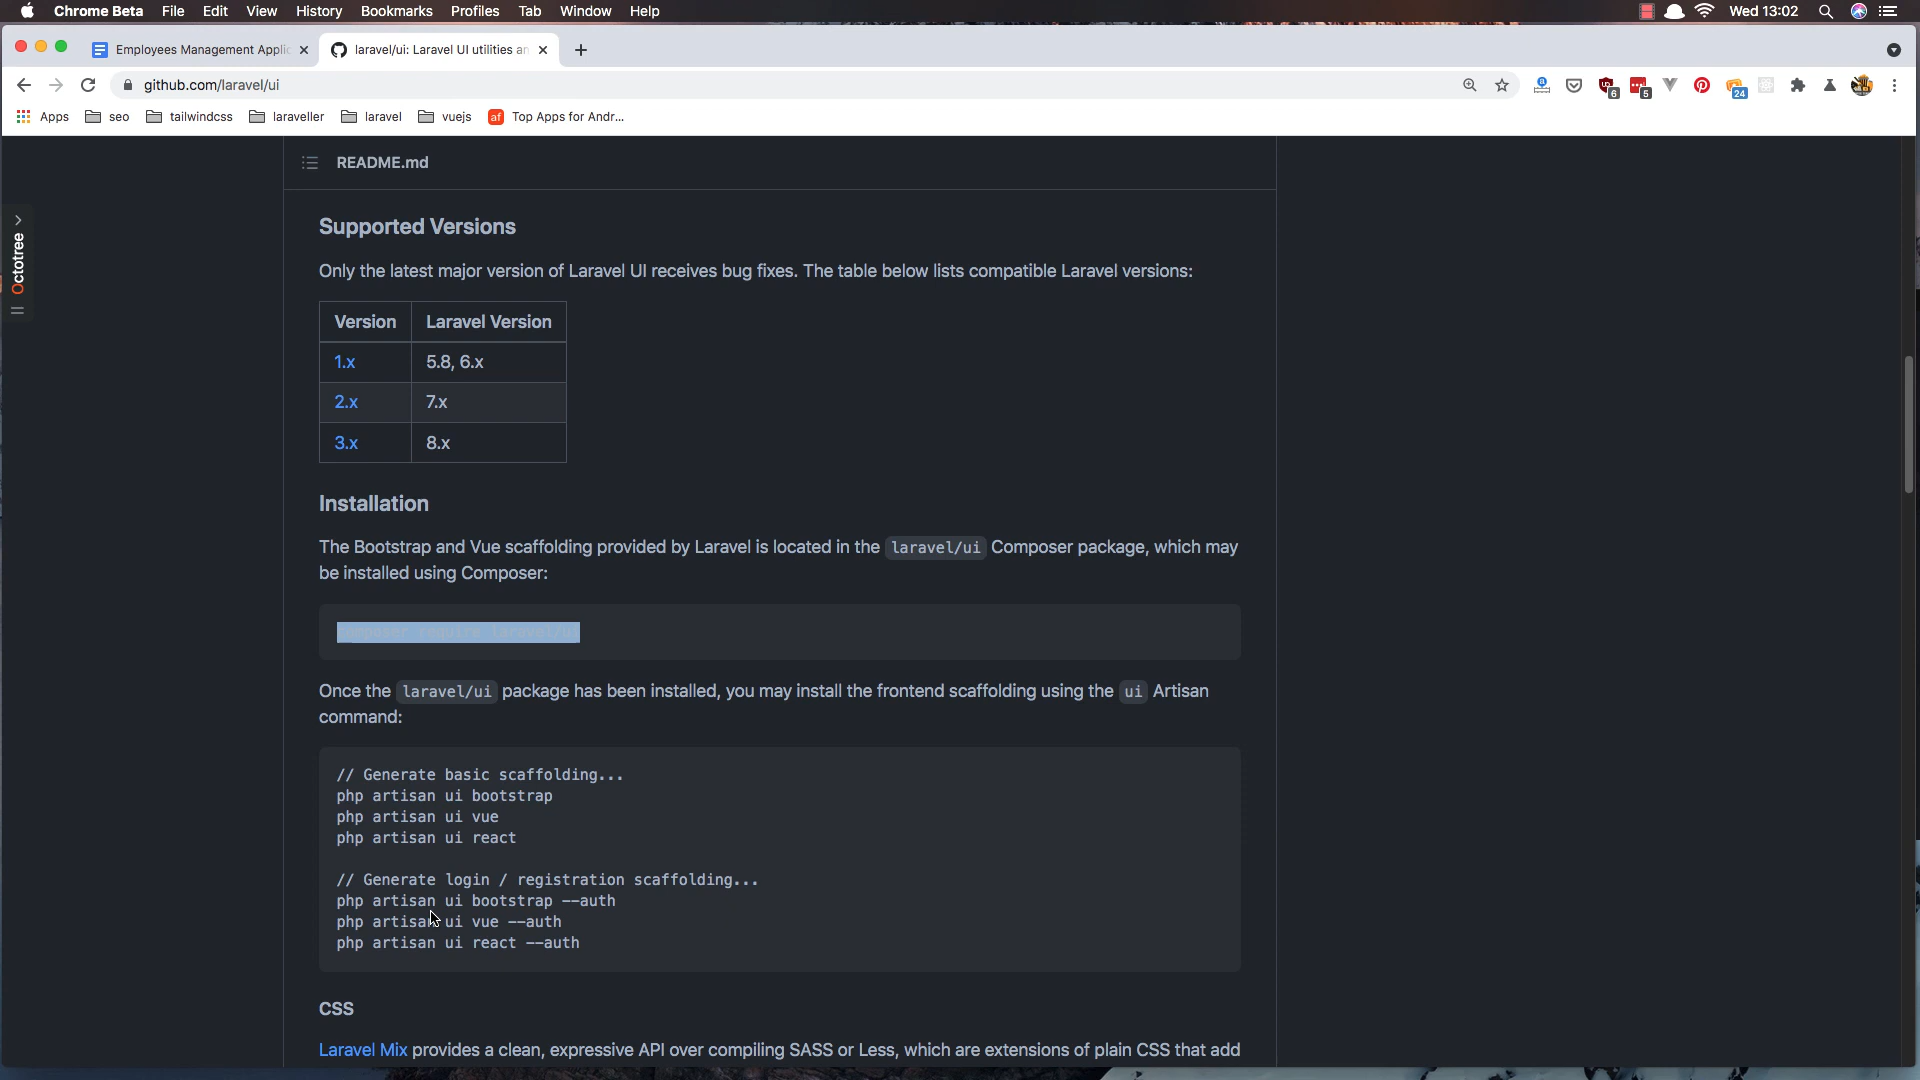 Chrome Beta File Edit View History Bookmarks Profiles Tab Window Help Wed 13:02
Employees Management Applic
laravel/ui: Laravel UI utilities an
github.com/laravel/ui
6 5 24
Apps seo tailwindcss laraveller laravel vuejs af Top Apps for Andr...
Octotree
README.md
Supported Versions
Only the latest major version of Laravel UI receives bug fixes. The table below lists compatible Laravel versions:
Version Laravel Version
1.x 5.8, 6.x
2.x 7.x
3.x 8.x
Installation
The Bootstrap and Vue scaffolding provided by Laravel is located in the laravel/ui Composer package, which may
be installed using Composer:
composer require laravel/ui
Once the laravel/ui package has been installed, you may install the frontend scaffolding using the ui Artisan
command:
// Generate basic scaffolding...
php artisan ui bootstrap
php artisan ui vue
php artisan ui react
// Generate login / registration scaffolding...
php artisan ui bootstrap --auth
php artisan ui vue --auth
php artisan ui react --auth
CSS
Laravel Mix provides a clean, expressive API over compiling SASS or Less, which are extensions of plain CSS that add